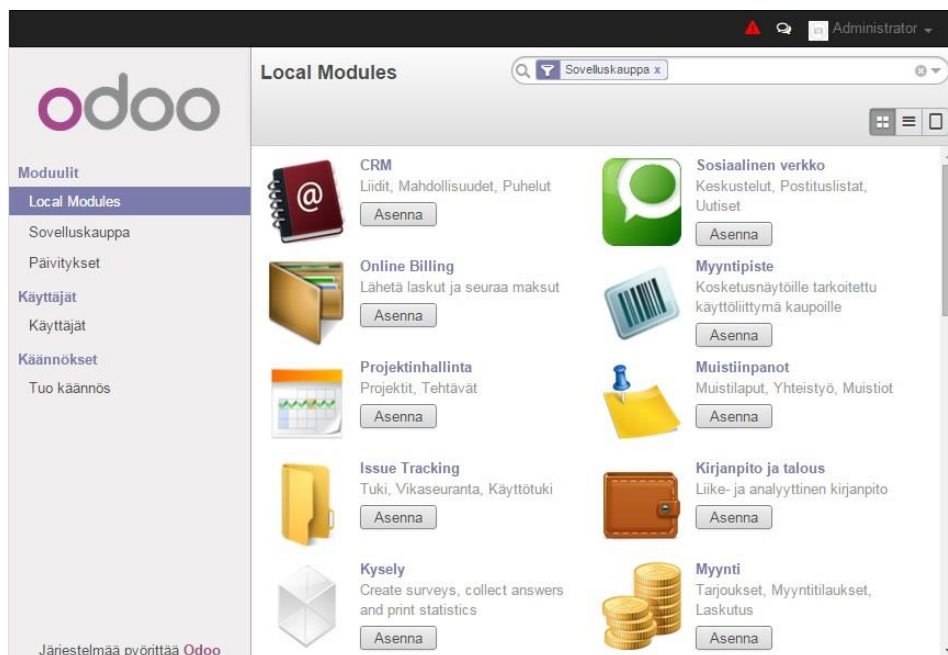 Administrator
odoo
Moduulit
Local Modules
Sovelluskauppa
Päivitykset
Käyttäjät
Käyttäjät
Käännökset
Tuo käännös
Järjestelmää pyörittää Odoo
Local Modules
Sovelluskauppa x
CRM
Liidit, Mahdollisuudet, Puhelut
Asenna
Sosiaalinen verkko
Keskustelut, Postituslistat,
Uutiset
Asenna
Online Billing
Lähetä laskut ja seuraa maksut
Asenna
Myyntipiste
Kosketusnäytöille tarkoitettu
käyttöliittymä kaupoille
Asenna
Projektinhallinta
Projektit, Tehtävät
Asenna
Muistiinpanot
Muistilaput, Yhteistyö, Muistiot
Asenna
Issue Tracking
Tuki, Vikaseuranta, Käyttötuki
Asenna
Kirjanpito ja talous
Liike- ja analyyttinen kirjanpito
Asenna
Kysely
Create surveys, collect answers
and print statistics
Asenna
Myynti
Tarjoukset, Myyntitilaukset,
Laskutus
Asenna